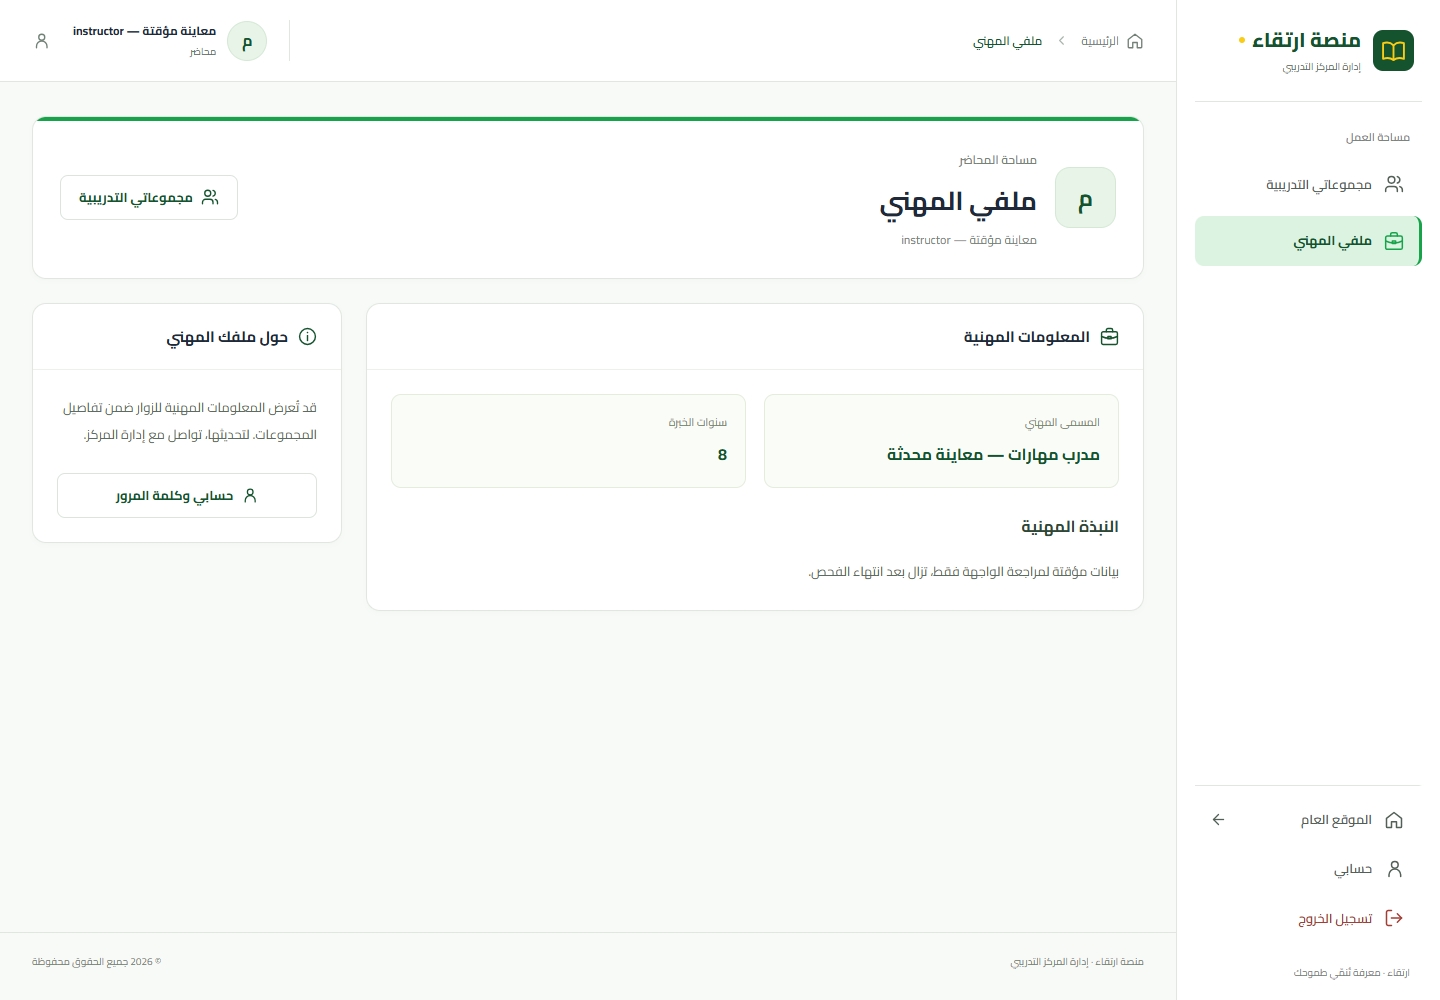 منصة ارتقاء
إدارة المركز التدريبي
مساحة العمل
مجموعاتي التدريبية
ملفي المهني
الموقع العام
حسابي
تسجيل الخروج
ارتقاء · معرفة تُنمّي طموحك
الرئيسية
ملفي المهني
م
معاينة مؤقتة — instructor
محاضر
م
مساحة المحاضر
ملفي المهني
معاينة مؤقتة — instructor
مجموعاتي التدريبية
المعلومات المهنية
المسمى المهني
مدرب مهارات — معاينة محدثة
سنوات الخبرة
8
النبذة المهنية
بيانات مؤقتة لمراجعة الواجهة فقط، تزال بعد انتهاء الفحص.
حول ملفك المهني
قد تُعرض المعلومات المهنية للزوار ضمن تفاصيل
المجموعات. لتحديثها، تواصل مع إدارة المركز.
حسابي وكلمة المرور
منصة ارتقاء · إدارة المركز التدريبي
© 2026 جميع الحقوق محفوظة